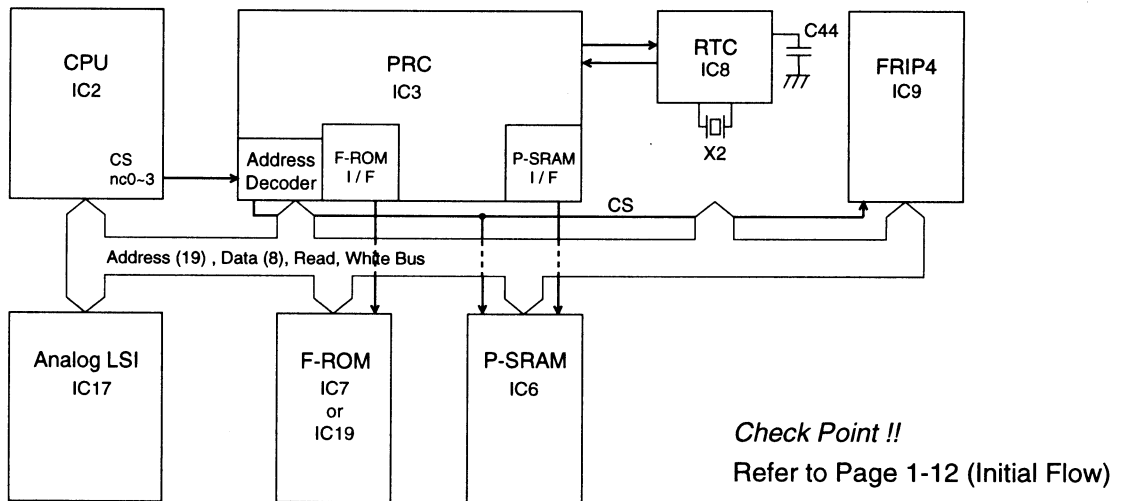 CPU
IC2
CS
nc0~3
PRC
IC3
Address
Decoder
F-ROM
I / F
P-SRAM
I / F
RTC
IC8
C44
X2
FRIP4
IC9
CS
Address (19) , Data (8), Read, White Bus
Analog LSI
IC17
F-ROM
IC7
or
IC19
P-SRAM
IC6
Check Point !!
Refer to Page 1-12 (Initial Flow)